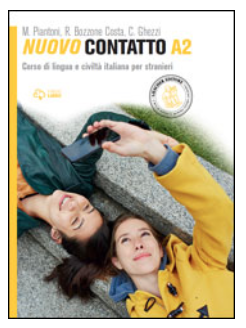 M. Piantoni, R. Bozzone Costa, C. Ghezzi
NUOVO CONTATTO A2
Corso di lingua e civiltà italiana per stranieri